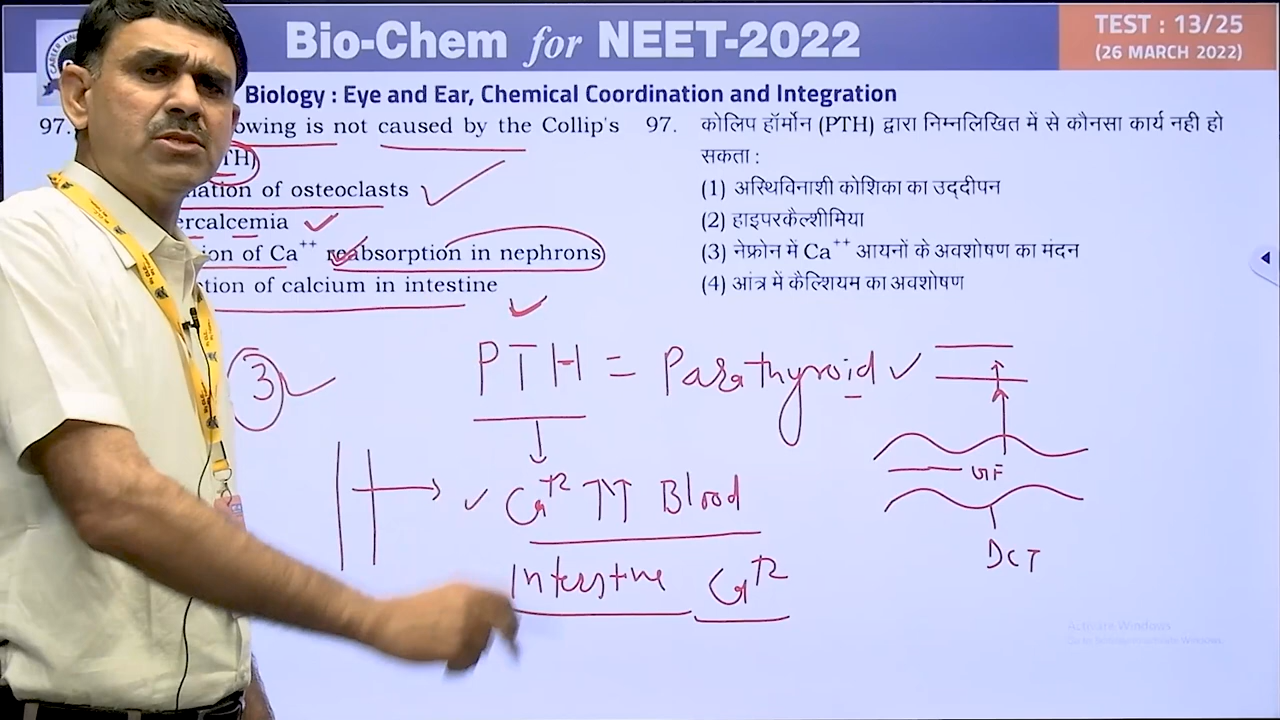 Bio-Chem for NEET-2022
TEST : 13/25
(26 MARCH 2022)
Biology : Eye and Ear, Chemical Coordination and Integration
97. owing is not caused by the Collip's
TH)
ation of osteoclasts
ercalcemia
ion of Ca++ reabsorption in nephrons
tion of calcium in intestine
97. कोलिप हॉर्मोन (PTH) द्वारा निम्नलिखित में से कौनसा कार्य नही हो
सकता :
(1) अस्थिविनाशी कोशिका का उद्दीपन
(2) हाइपरकैल्शीमिया
(3) नेफ्रोन में Ca++ आयनों के अवशोषण का मंदन
(4) आंत्र में कैल्शियम का अवशोषण
3
PTH = Parathyroid
Ca+2 ↑↑ Blood
Intestine Ca+2
GF
DCT
Activate Windows